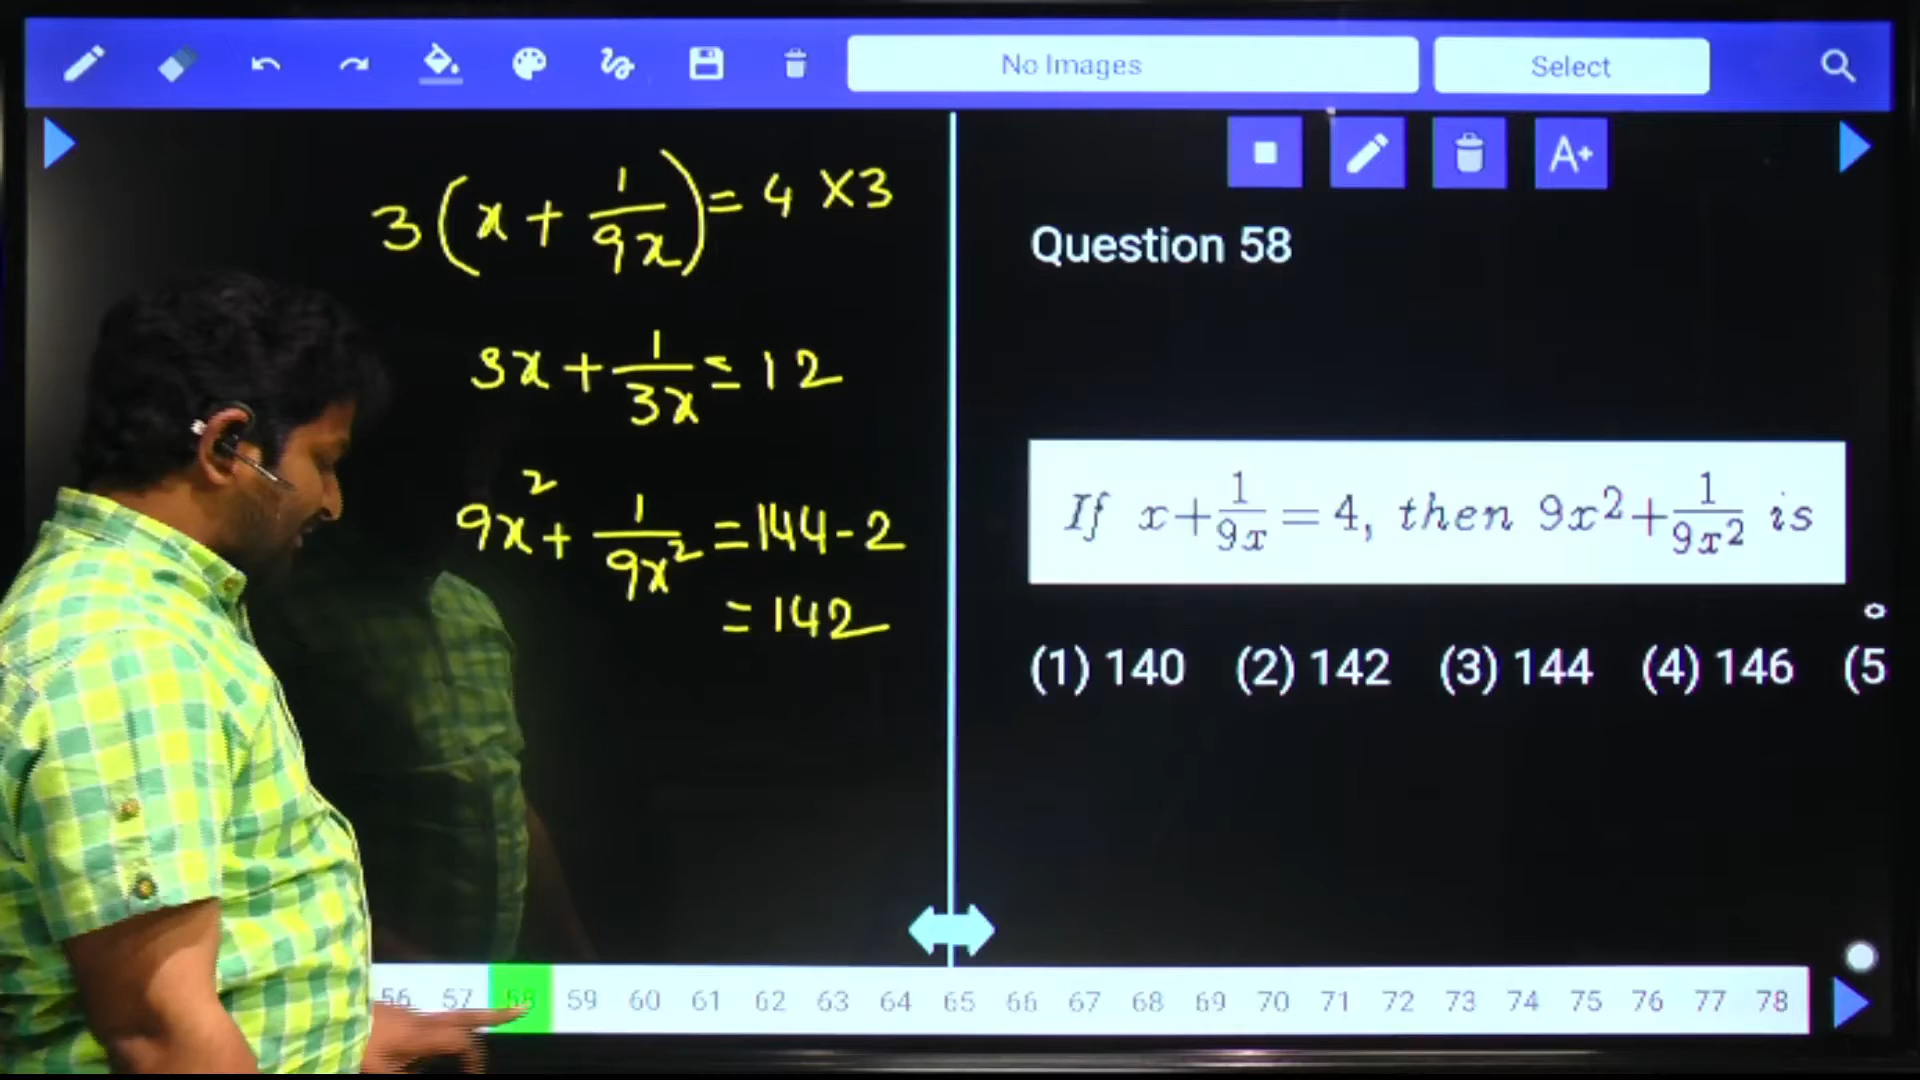 No Images
Select
A+
3(x + 1/9x) = 4 X3
3x + 1/3x = 12
9x² + 1/9x² = 144-2
= 142
Question 58
If x + 1/9x = 4, then 9x² + 1/9x² is
(1) 140 (2) 142 (3) 144 (4) 146 (5
56 57 58 59 60 61 62 63 64 65 66 67 68 69 70 71 72 73 74 75 76 77 78